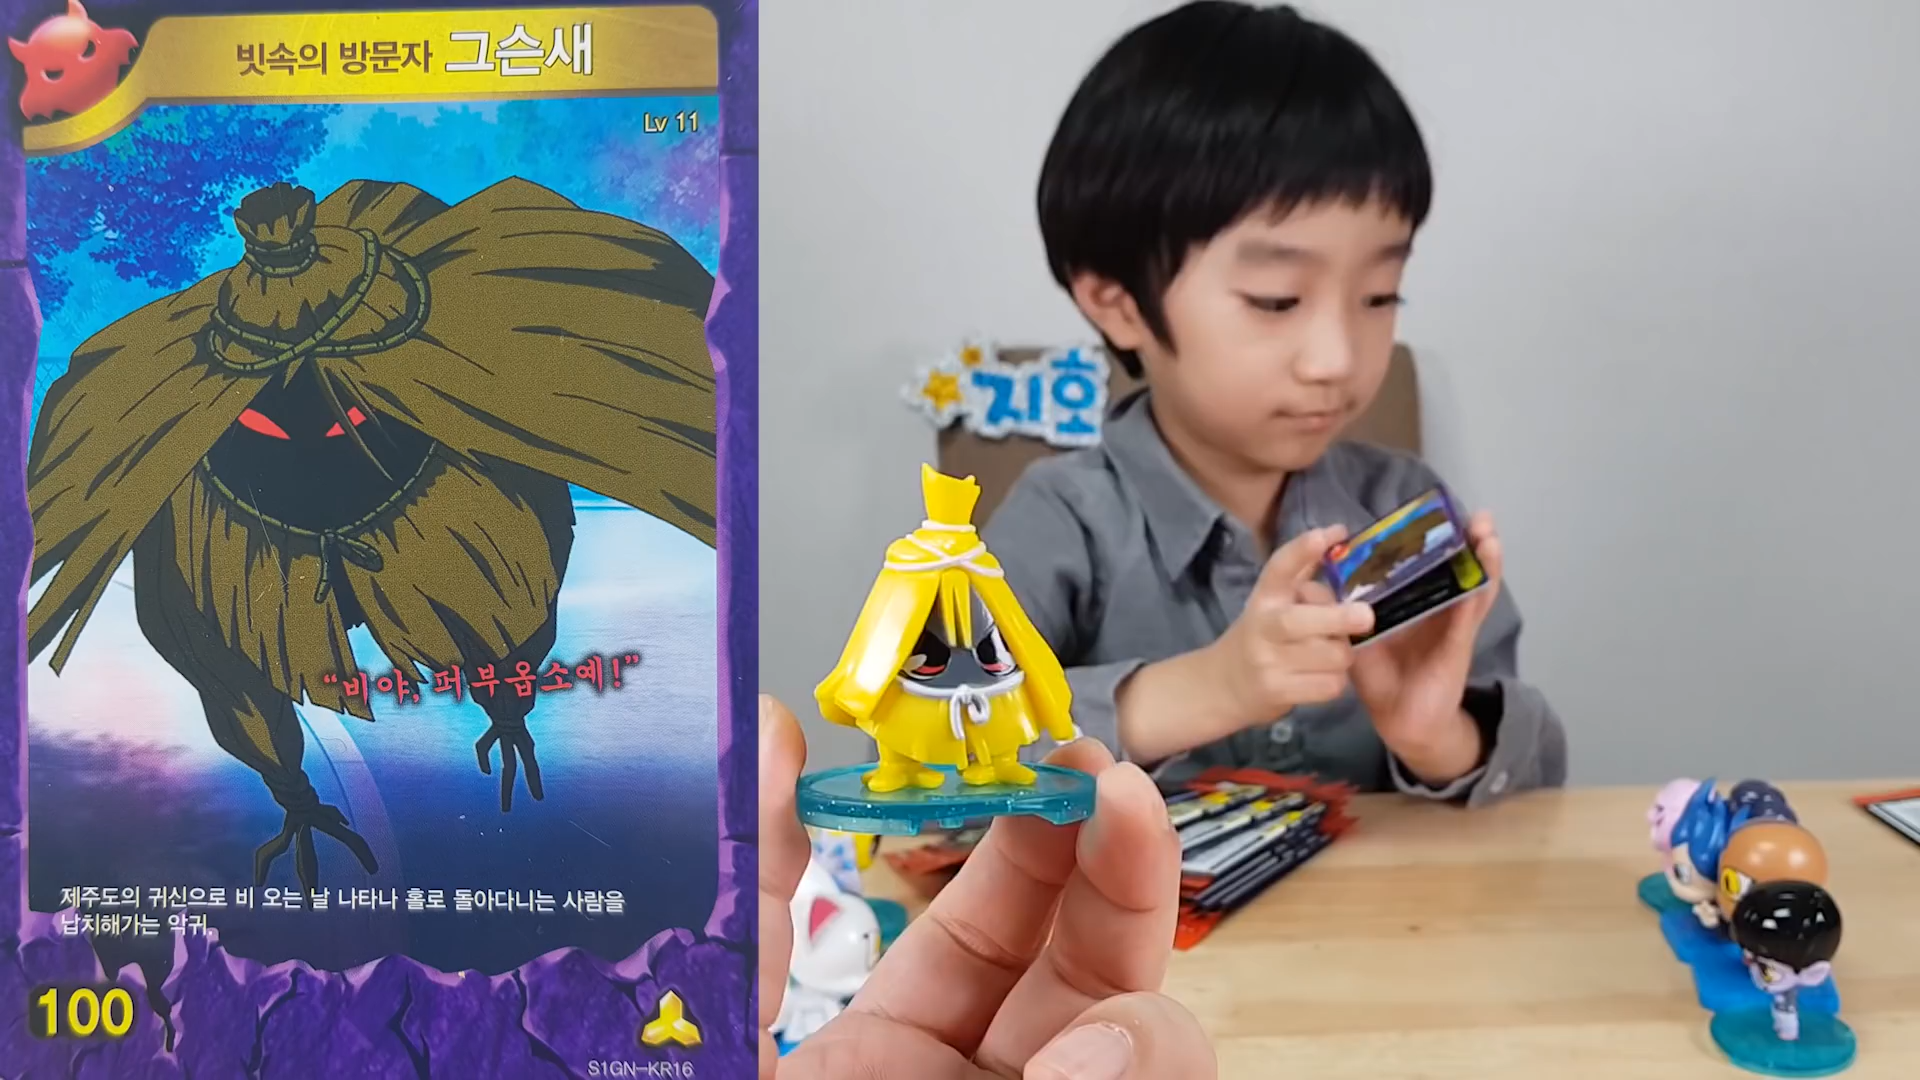 빗속의 방문자 그슨새
Lv 11
“비야, 퍼부옵소예!”
제주도의 귀신으로 비 오는 날 나타나 홀로 돌아다니는 사람을
납치해가는 악귀.
100
S1GN-KR16
지호